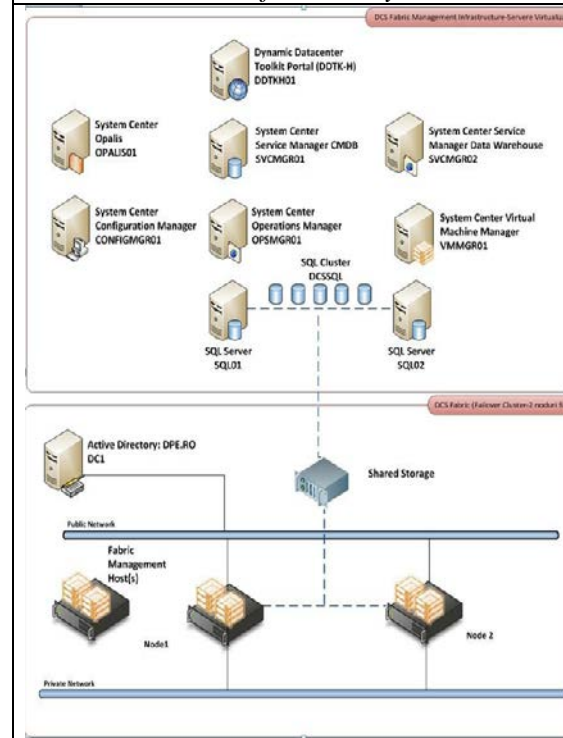 DCS Fabric Management Infrastructure-Servere Virtualiz
Dynamic Datacenter
Toolkit Portal (DDTK-H)
DDTKH01
System Center
Opalis
OPALIS01
System Center
Service Manager CMDB
SVCMGR01
System Center Service
Manager Data Warehouse
SVCMGR02
System Center
Configuration Manager
CONFIGMGR01
System Center
Operations Manager
OPSMGR01
System Center Virtual
Machine Manager
VMMGR01
SQL Cluster
DCSSQL
SQL Server
SQL01
SQL Server
SQL02
DCS Fabric (Failover Cluster-2 noduri
Active Directory: DPE.RO
DC1
Shared Storage
Public Network
Fabric
Management
Host[s]
Node1
Node 2
Private Network